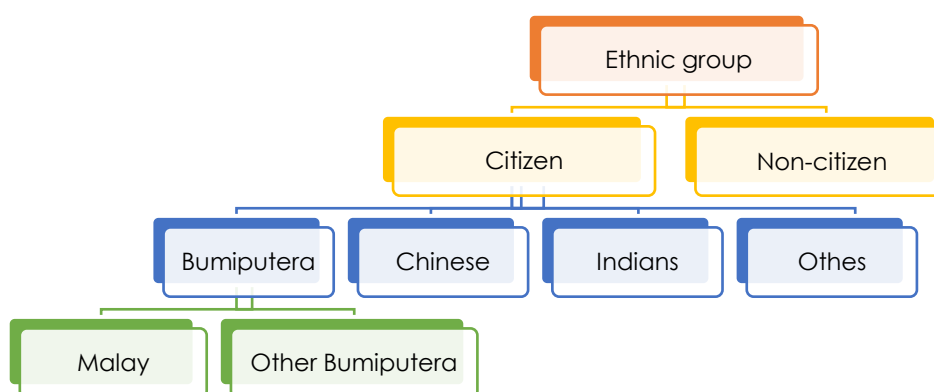 Ethnic group
Citizen
Non-citizen
Bumiputera
Chinese
Indians
Othes
Malay
Other Bumiputera